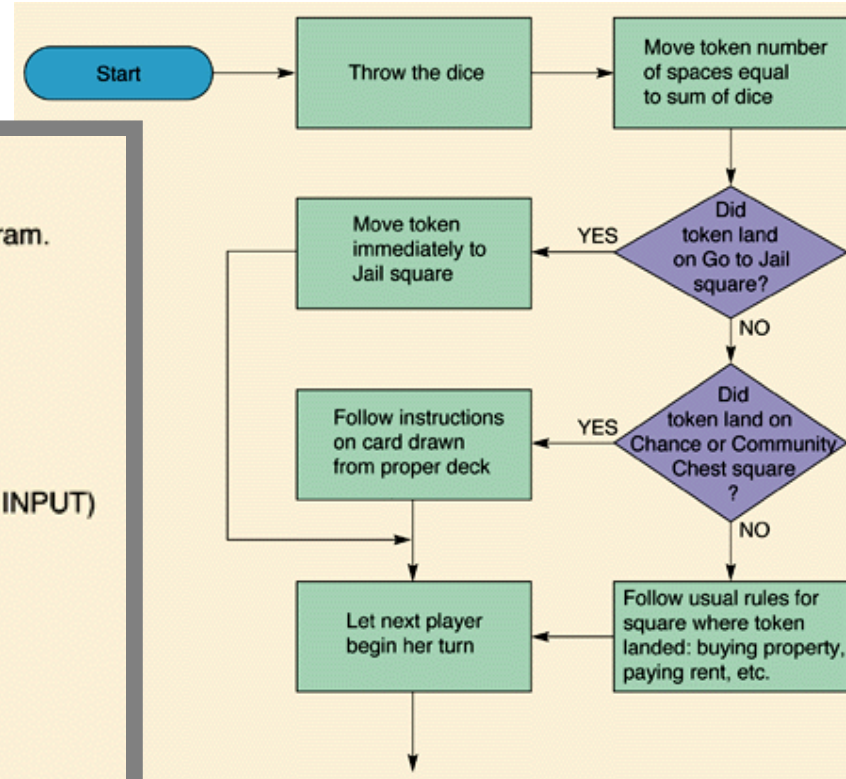 Start
Throw the dice
Move token number
of spaces equal
to sum of dice
Did
token land
on Go to Jail
square?
YES
Move token
immediately to
Jail square
NO
Did
token land on
Chance or Community
Chest square
?
YES
Follow instructions
on card drawn
from proper deck
NO
Follow usual rules for
square where token
landed: buying property,
paying rent, etc.
Let next player
begin her turn
INPUT)